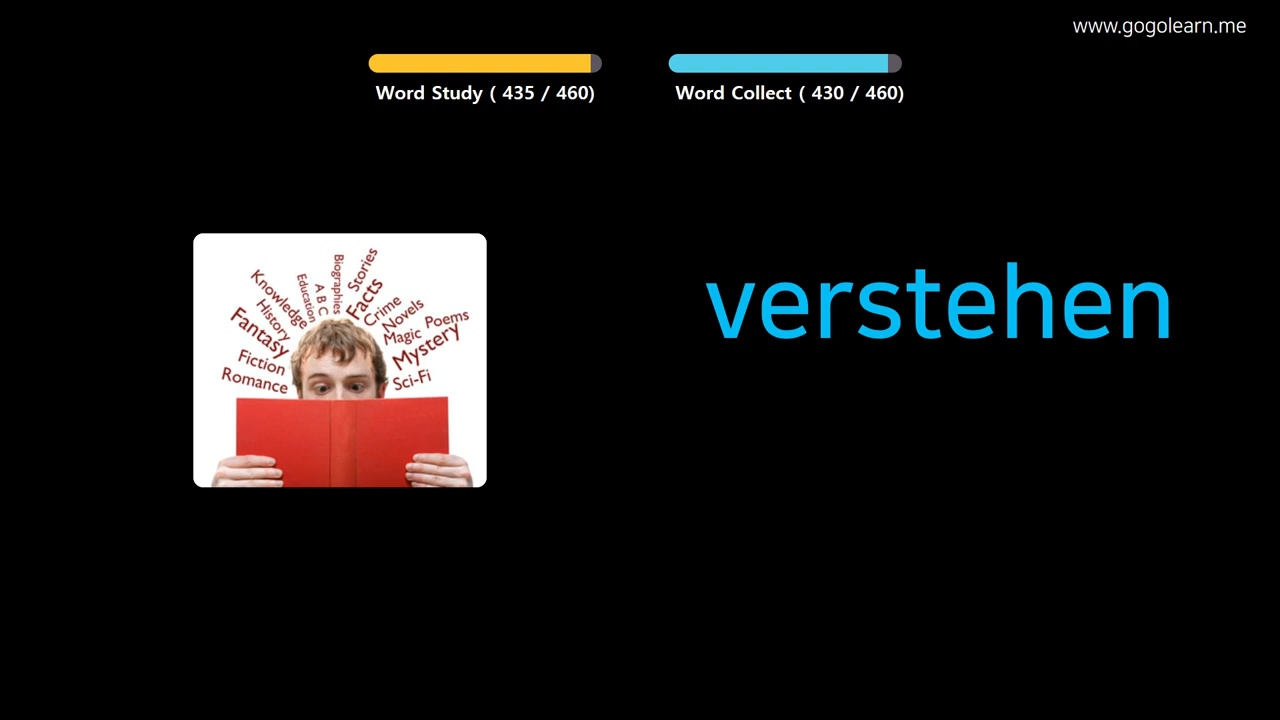 www.gogolearn.me
Word Study ( 435 / 460)
Word Collect ( 430 / 460)
verstehen
Knowledge
History
Fantasy
Fiction
Romance
Education
A B C
Biographies
Stories
Facts
Crime
Novels
Magic
Poems
Mystery
Sci-Fi